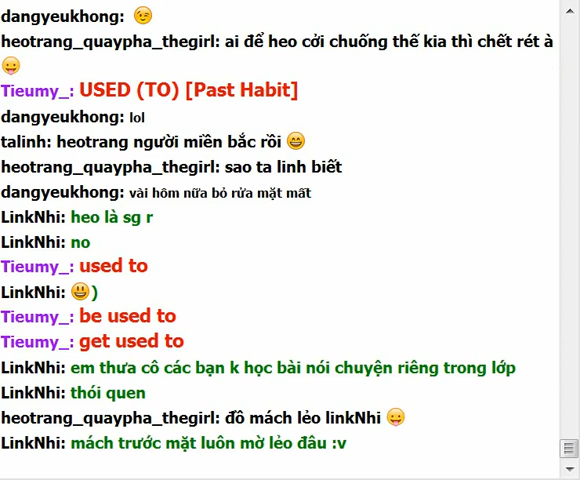 dangyeukhong: 😉
heotrang_quaypha_thegirl: ai để heo cởi chuống thế kia thì chết rét à
😛
Tieumy_: USED (TO) [Past Habit]
dangyeukhong: lol
talinh: heotrang người miền bắc rồi 😄
heotrang_quaypha_thegirl: sao ta linh biết
dangyeukhong: vài hôm nữa bỏ rửa mặt mất
LinkNhi: heo là sg r
LinkNhi: no
Tieumy_: used to
LinkNhi: 😃)
Tieumy_: be used to
Tieumy_: get used to
LinkNhi: em thưa cô các bạn k học bài nói chuyện riêng trong lớp
LinkNhi: thói quen
heotrang_quaypha_thegirl: đồ mách lẻo linkNhi 😛
LinkNhi: mách trước mặt luôn mờ lẻo đâu :v